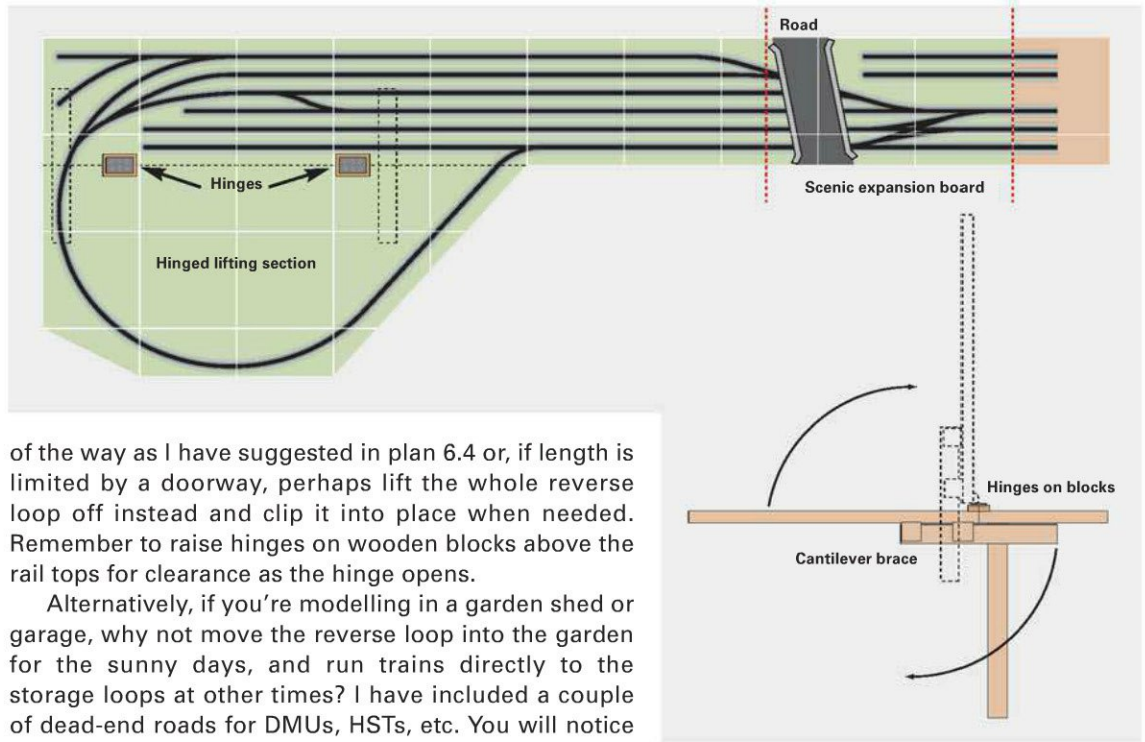 Road
Hinges
Scenic expansion board
Hinged lifting section
Hinges on blocks
Cantilever brace
of the way as I have suggested in plan 6.4 or, if length is
limited by a doorway, perhaps lift the whole reverse
loop off instead and clip it into place when needed.
Remember to raise hinges on wooden blocks above the
rail tops for clearance as the hinge opens.
Alternatively, if you're modelling in a garden shed or
garage, why not move the reverse loop into the garden
for the sunny days, and run trains directly to the
storage loops at other times? I have included a couple
of dead-end roads for DMUs, HSTs, etc. You will notice